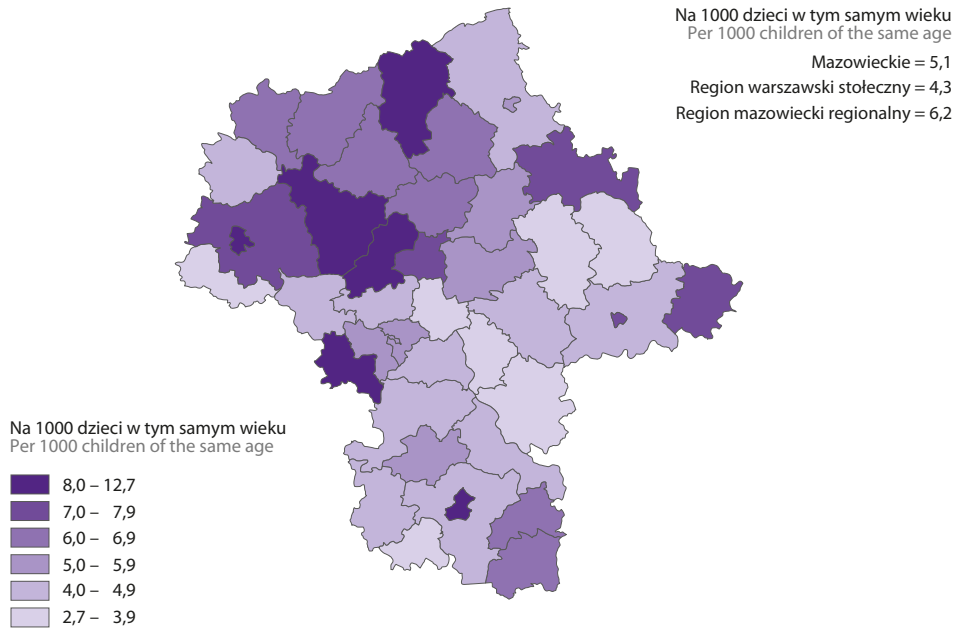 Na 1000 dzieci w tym samym wieku
Per 1000 children of the same age
Mazowieckie = 5,1
Region warszawski stołeczny = 4,3
Region mazowiecki regionalny = 6,2
Na 1000 dzieci w tym samym wieku
Per 1000 children of the same age
8,0 – 12,7
7,0 – 7,9
6,0 – 6,9
5,0 – 5,9
4,0 – 4,9
2,7 – 3,9